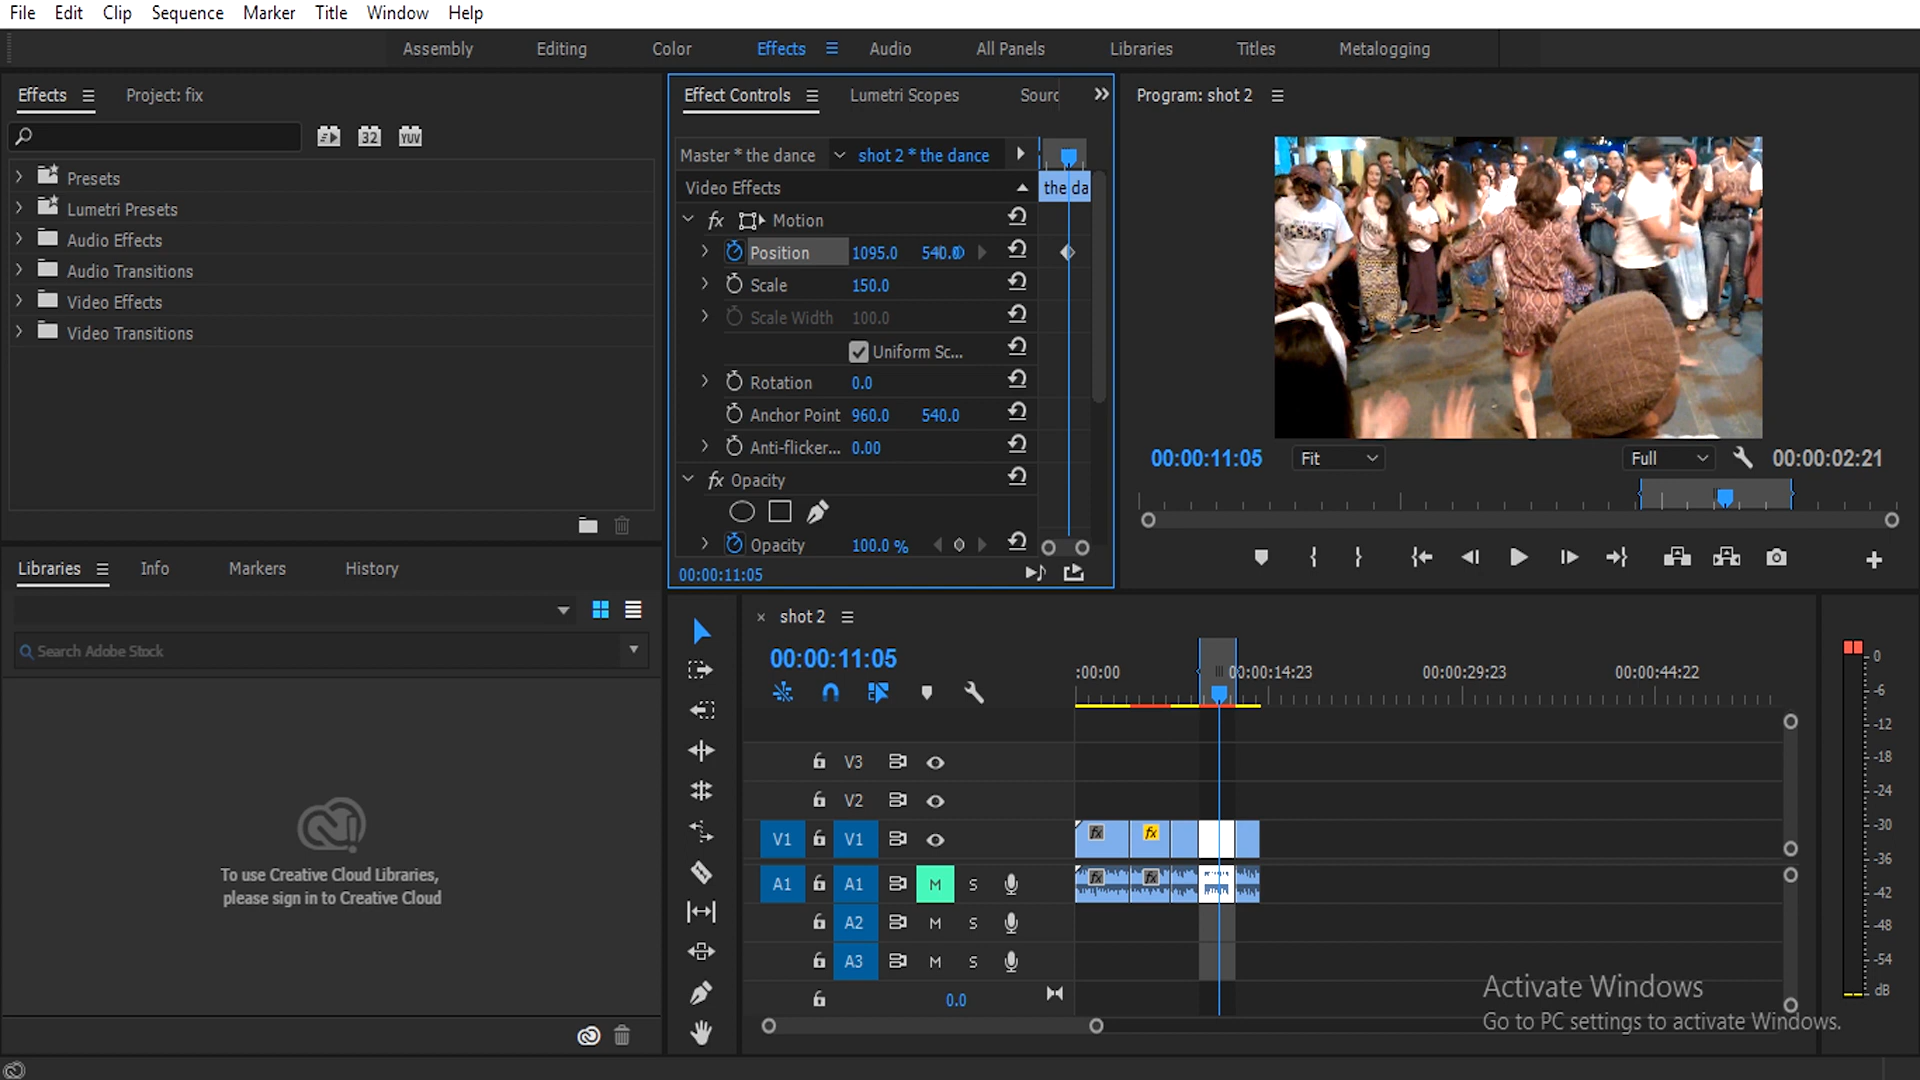 File Edit Clip Sequence Marker Title Window Help
Assembly Editing Color Effects Audio All Panels Libraries Titles Metalogging
Effects Project: fix
32 YUV
Presets
Lumetri Presets
Audio Effects
Audio Transitions
Video Effects
Video Transitions
Effect Controls Lumetri Scopes Sourc
Master * the dance shot 2 * the dance
Video Effects the da
fx Motion
Position 1095.0 540.0
Scale 150.0
Scale Width 100.0
Uniform Sc...
Rotation 0.0
Anchor Point 960.0 540.0
Anti-flicker... 0.00
fx Opacity
Opacity 100.0 %
00:00:11:05
Program: shot 2
00:00:11:05 Fit Full 00:00:02:21
Libraries Info Markers History
Search Adobe Stock
To use Creative Cloud Libraries,
please sign in to Creative Cloud
× shot 2
00:00:11:05
:00:00 00:00:14:23 00:00:29:23 00:00:44:22
V3
V2
V1 V1 fx fx
A1 A1 M S fx fx
A2 M S
A3 M S
0.0
0
-6
-12
-18
-24
-30
-36
-42
-48
-54
dB
Activate Windows
Go to PC settings to activate Windows.